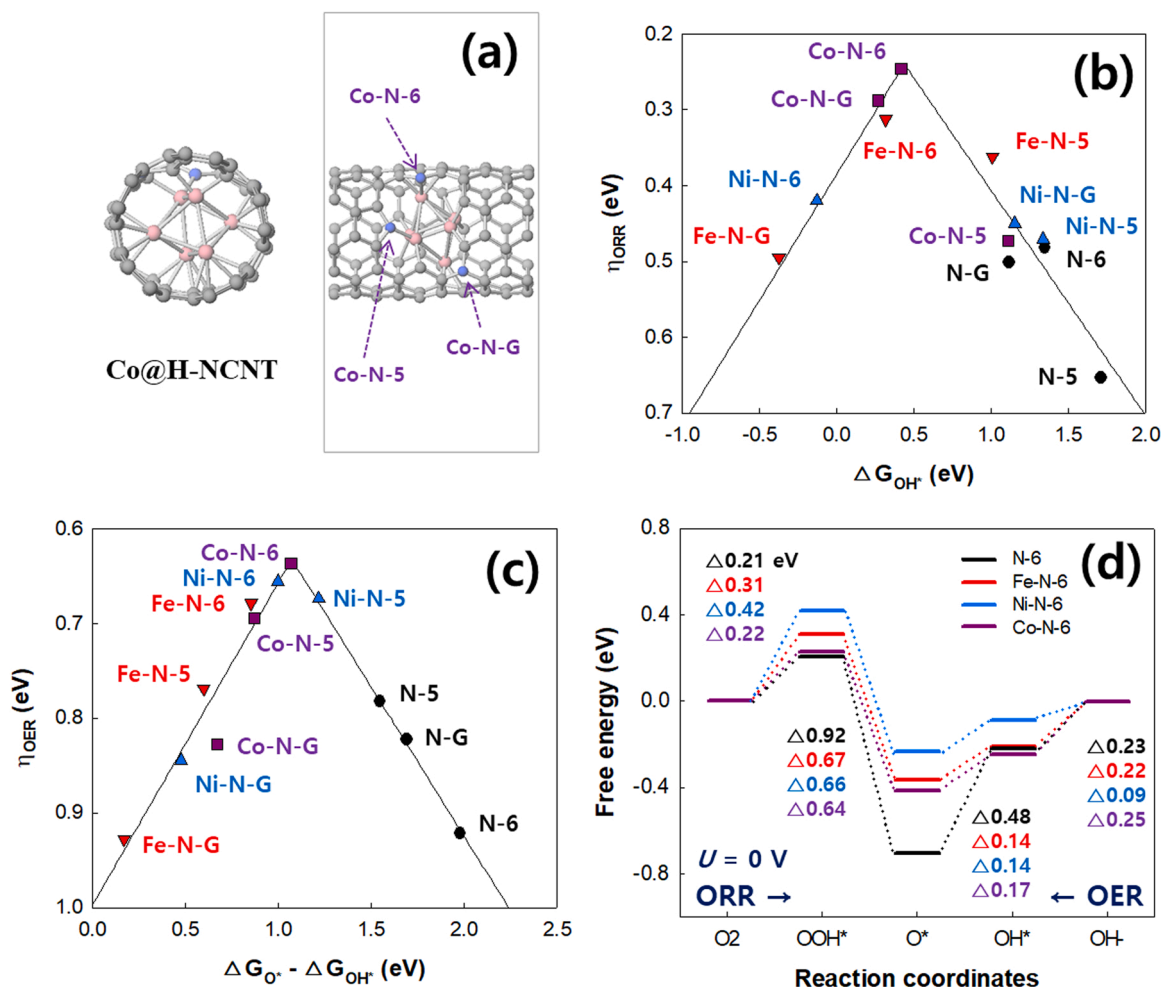 (a)
Co-N-6
Co-N-5
Co-N-G
Co@H-NCNT
(b)
ηORR (eV)
0.2
0.3
0.4
0.5
0.6
0.7
Co-N-6
Co-N-G
Fe-N-6
Fe-N-5
Ni-N-6
Ni-N-G
Ni-N-5
Fe-N-G
Co-N-5
N-6
N-G
N-5
-1.0 -0.5 0.0 0.5 1.0 1.5 2.0
△GOH* (eV)
(c)
ηOER (eV)
0.6
0.7
0.8
0.9
1.0
Co-N-6
Ni-N-6
Fe-N-6
Ni-N-5
Co-N-5
Fe-N-5
N-5
Co-N-G
N-G
Ni-N-G
N-6
Fe-N-G
0.0 0.5 1.0 1.5 2.0 2.5
△GO* - △GOH* (eV)
(d)
Free energy (eV)
0.8
0.4
0.0
-0.4
-0.8
△0.21 eV
△0.31
△0.42
△0.22
N-6
Fe-N-6
Ni-N-6
Co-N-6
△0.92
△0.67
△0.66
△0.64
△0.48
△0.14
△0.14
△0.17
△0.23
△0.22
△0.09
△0.25
U = 0 V
ORR →
← OER
O2 OOH* O* OH* OH-
Reaction coordinates